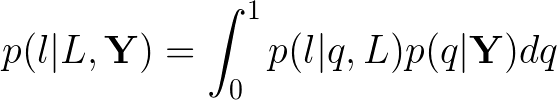 p(l|L, Y) = ∫₀¹ p(l|q, L)p(q|Y)dq